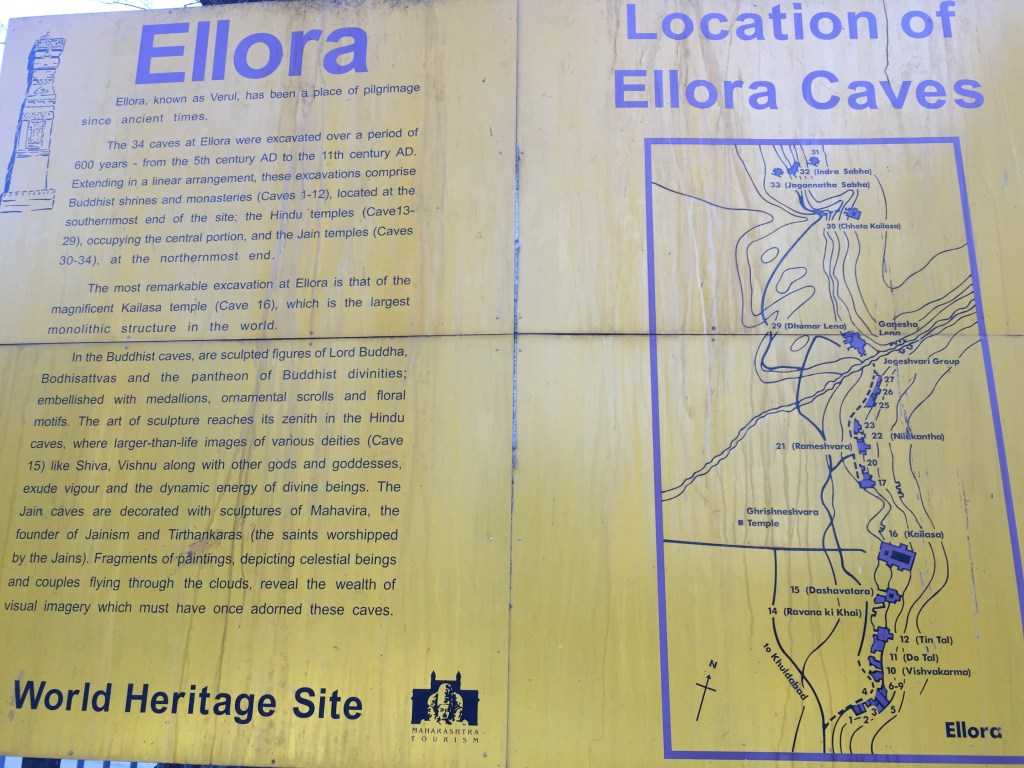 Ellora
Ellora, known as Verul, has been a place of pilgrimage
since ancient times.
The 34 caves at Ellora were excavated over a period of
600 years - from the 5th century AD to the 11th century AD.
Extending in a linear arrangement, these excavations comprise
Buddhist shrines and monasteries (Caves 1-12), located at the
southernmost end of the site; the Hindu temples (Cave13-
29), occupying the central portion, and the Jain temples (Caves
30-34), at the northernmost end.
The most remarkable excavation at Ellora is that of the
magnificent Kailasa temple (Cave 16), which is the largest
monolithic structure in the world.
In the Buddhist caves, are sculpted figures of Lord Buddha,
Bodhisattvas and the pantheon of Buddhist divinities;
embellished with medallions, ornamental scrolls and floral
motifs. The art of sculpture reaches its zenith in the Hindu
caves, where larger-than-life images of various deities (Cave
15) like Shiva, Vishnu along with other gods and goddesses,
exude vigour and the dynamic energy of divine beings. The
Jain caves are decorated with sculptures of Mahavira, the
founder of Jainism and Tirthankaras (the saints worshipped
by the Jains). Fragments of paintings, depicting celestial beings
and couples flying through the clouds, reveal the wealth of
visual imagery which must have once adorned these caves.
World Heritage Site
MAHARASHTRA
TOURISM
Location of
Ellora Caves
31
32 (Indra Sabha)
33 (Jagannatha Sabha)
30 (Chhota Kailasa)
29 (Dhumar Lena)
Ganesha
Lena
Jogeshvari Group
27
26
25
23
22 (Nilkantha)
21 (Rameshvara)
20
17
Ghrishneshvara
Temple
16 (Kailasa)
15 (Dashavatara)
14 (Ravana ki Khai)
12 (Tin Tal)
11 (Do Tal)
10 (Vishvakarma)
to Khuldabad
N
6-9
4
5
1
2
3
Ellora